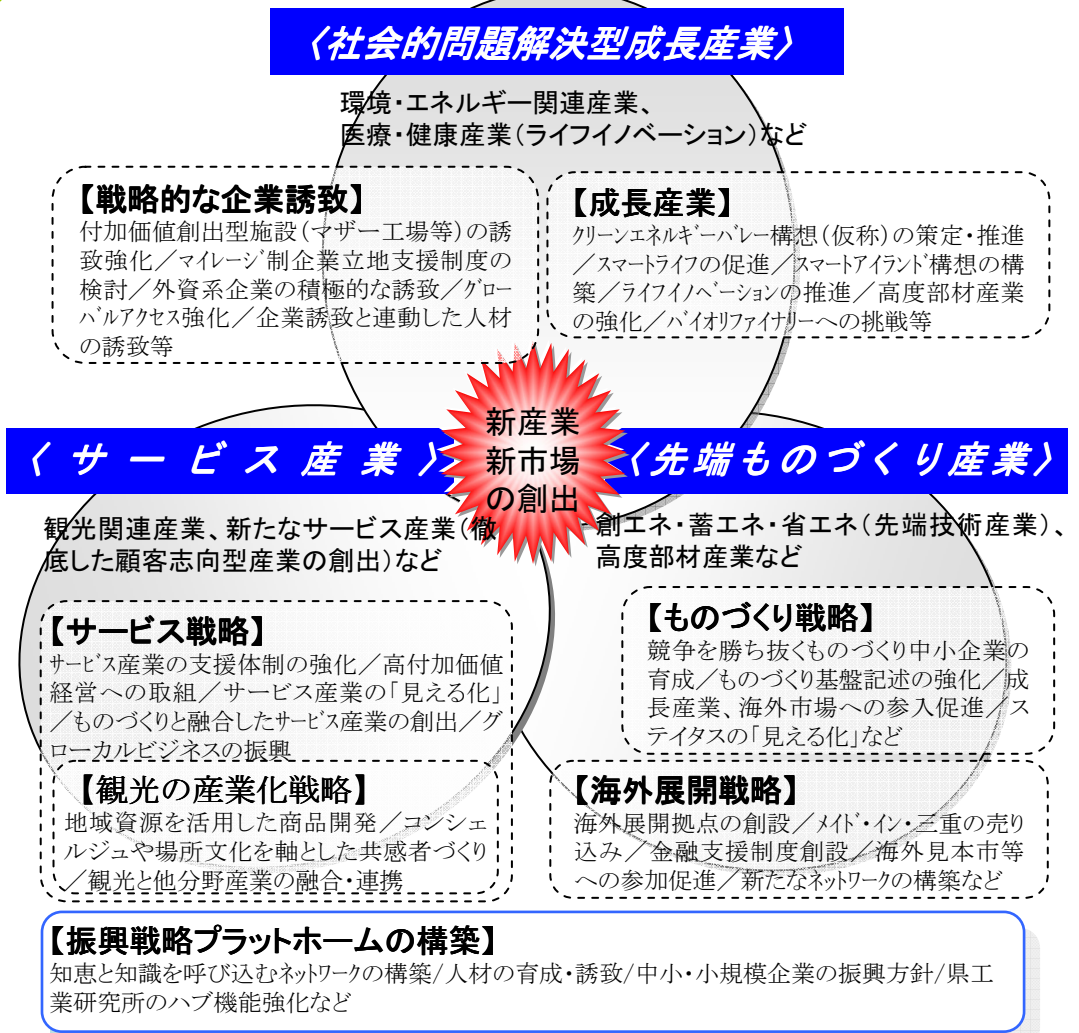 〈社会的問題解決型成長産業〉
環境・エネルギー関連産業、
医療・健康産業(ライフイノベーション)など
【戦略的な企業誘致】
付加価値創出型施設(マザー工場等)の誘
致強化/マイレージ制企業立地支援制度の
検討/外資系企業の積極的な誘致/グロー
バルアクセス強化/企業誘致と連動した人材
の誘致等
【成長産業】
クリーンエネルギーバレー構想(仮称)の策定・推進
/スマートライフの促進/スマートアイランド構想の構
築/ライフイノベーションの推進/高度部材産業
の強化/バイオリファイナリーへの挑戦等
新産業
新市場
の創出
〈サービス産業〉
観光関連産業、新たなサービス産業(徹
底した顧客志向型産業の創出)など
【サービス戦略】
サービス産業の支援体制の強化/高付加価値
経営への取組/サービス産業の「見える化」
/ものづくりと融合したサービス産業の創出/グ
ローカルビジネスの振興
【観光の産業化戦略】
地域資源を活用した商品開発/コンシェ
ルジュや場所文化を軸とした共感者づくり
/観光と他分野産業の融合・連携
〈先端ものづくり産業〉
創エネ・蓄エネ・省エネ(先端技術産業)、
高度部材産業など
【ものづくり戦略】
競争を勝ち抜くものづくり中小企業の
育成/ものづくり基盤記述の強化/成
長産業、海外市場への参入促進/ス
テイタスの「見える化」など
【海外展開戦略】
海外展開拠点の創設/メイド・イン・三重の売り
込み/金融支援制度創設/海外見本市等
への参加促進/新たなネットワークの構築など
【振興戦略プラットホームの構築】
知恵と知識を呼び込むネットワークの構築/人材の育成・誘致/中小・小規模企業の振興方針/県工
業研究所のハブ機能強化など